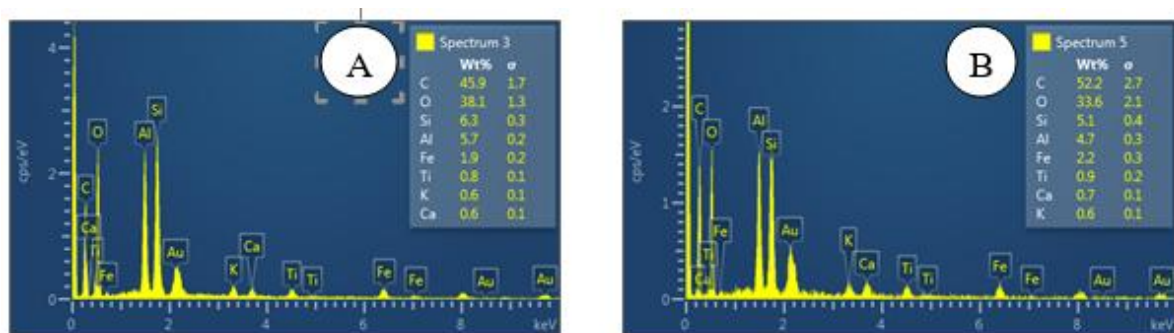 A
Spectrum 3
Wt% σ
C 45.9 1.7
O 38.1 1.3
Si 6.3 0.3
Al 5.7 0.2
Fe 1.9 0.2
Ti 0.8 0.1
K 0.6 0.1
Ca 0.6 0.1
4
2
0
cps/eV
C
Ca
Ti
Fe
O
Al
Si
Au
K
Ca
Ti
Ti
Fe
Fe
Au
Au
0 2 4 6 8 keV
B
Spectrum 5
Wt% σ
C 52.2 2.7
O 33.6 2.1
Si 5.1 0.4
Al 4.7 0.3
Fe 2.2 0.3
Ti 0.9 0.2
Ca 0.7 0.1
K 0.6 0.1
2
1
0
cps/eV
C
O
Ti
Ca
Fe
Al
Si
Au
K
Ca
Ti
Ti
Fe
Fe
Au
Au
0 2 4 6 8 keV